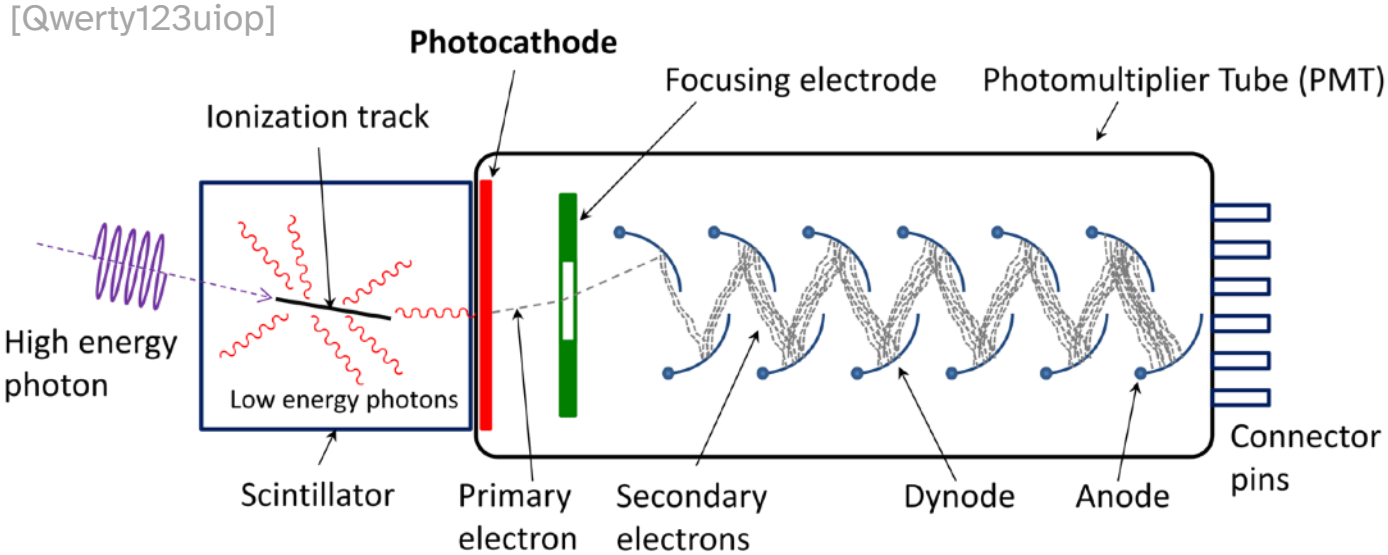 [Qwerty123uiop]
Photocathode
Focusing electrode
Photomultiplier Tube (PMT)
Ionization track
High energy
photon
Low energy photons
Connector
pins
Scintillator
Primary
electron
Secondary
electrons
Dynode
Anode